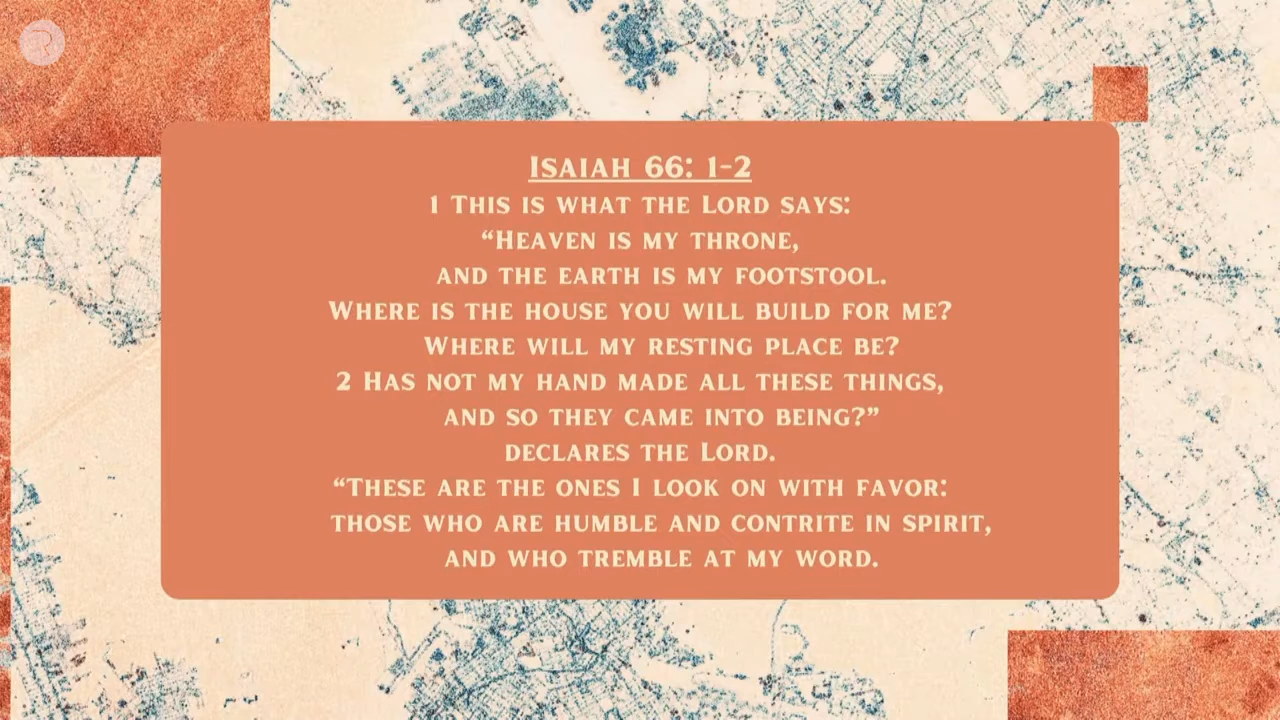 Isaiah 66: 1-2
1 This is what the Lord says:
“Heaven is my throne,
and the earth is my footstool.
Where is the house you will build for me?
Where will my resting place be?
2 Has not my hand made all these things,
and so they came into being?”
declares the Lord.
“These are the ones I look on with favor:
those who are humble and contrite in spirit,
and who tremble at my word.